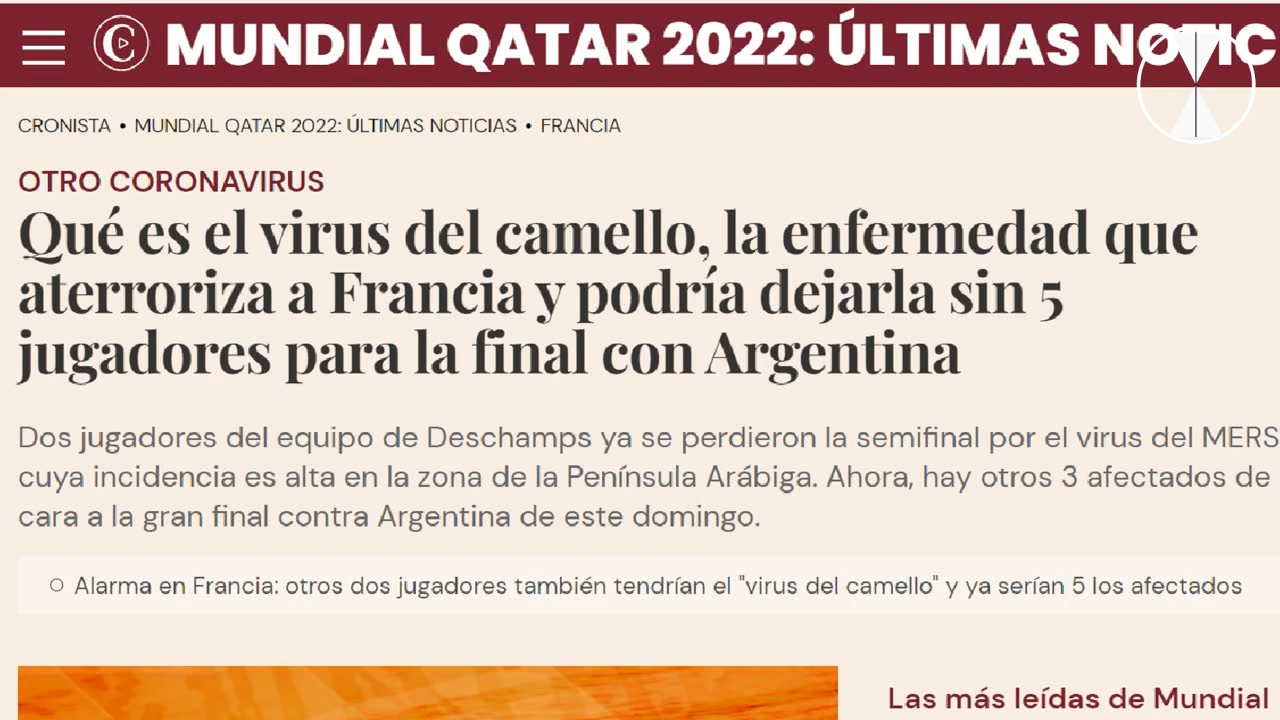 MUNDIAL QATAR 2022: ÚLTIMAS NOTIC
CRONISTA • MUNDIAL QATAR 2022: ÚLTIMAS NOTICIAS • FRANCIA
OTRO CORONAVIRUS
Qué es el virus del camello, la enfermedad que
aterroriza a Francia y podría dejarla sin 5
jugadores para la final con Argentina
Dos jugadores del equipo de Deschamps ya se perdieron la semifinal por el virus del MERS
cuya incidencia es alta en la zona de la Península Arábiga. Ahora, hay otros 3 afectados de
cara a la gran final contra Argentina de este domingo.
Alarma en Francia: otros dos jugadores también tendrían el "virus del camello" y ya serían 5 los afectados
Las más leídas de Mundial